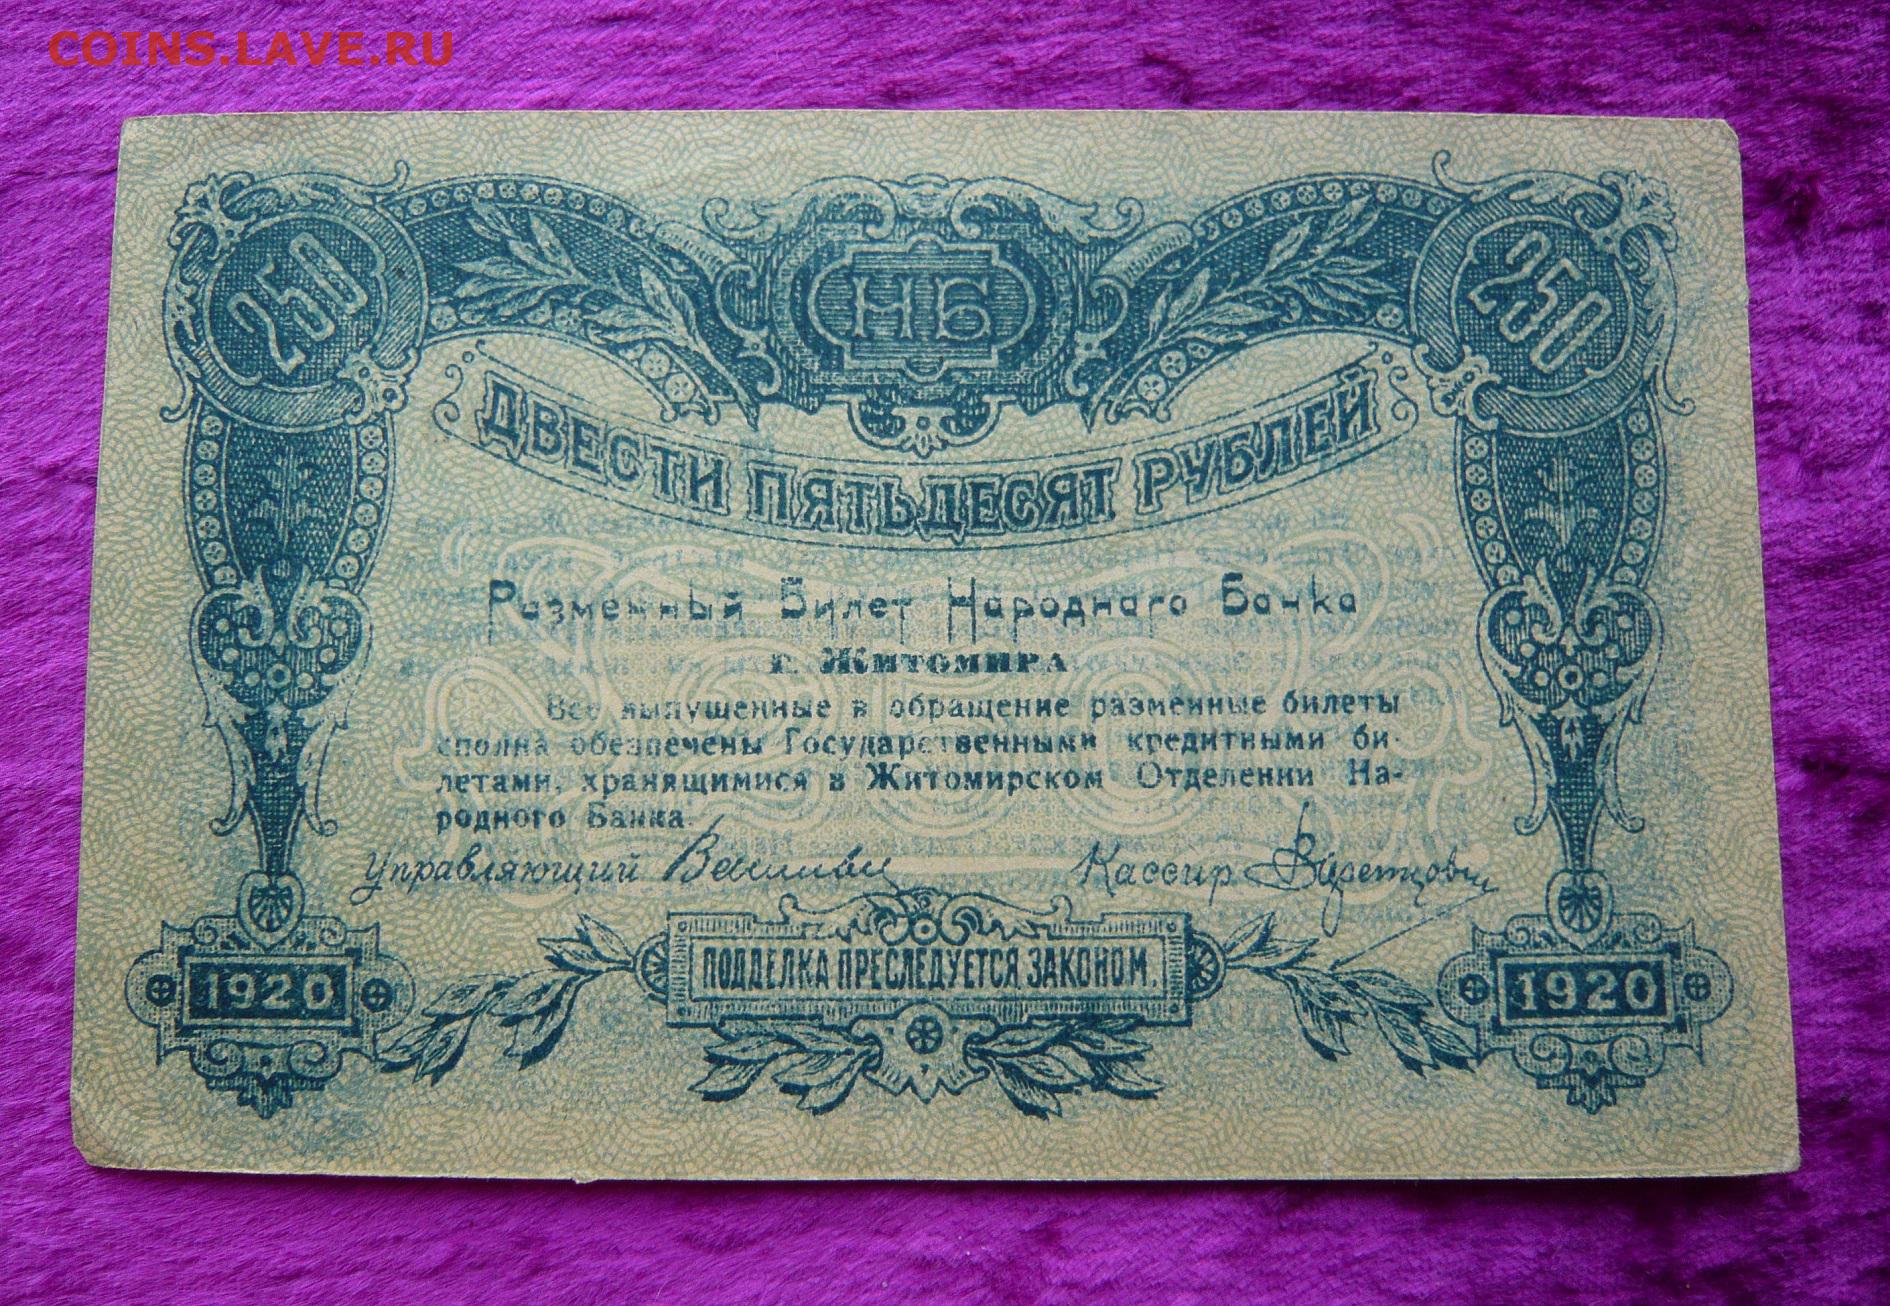 COINS.LAVE.RU
250 НБ 250
ДВЕСТИ ПЯТЬДЕСЯТ РУБЛЕЙ
Разменный Билет Народнаго Банка
г. Житомира
Все выпущенные в обращение разменные билеты
сполна обезпечены Государственными кредитными би-
летами, хранящимися в Житомирском Отделении На-
родного Банка.
Управляющий Кассир
1920 ПОДДЕЛКА ПРЕСЛЕДУЕТСЯ ЗАКОНОМ. 1920